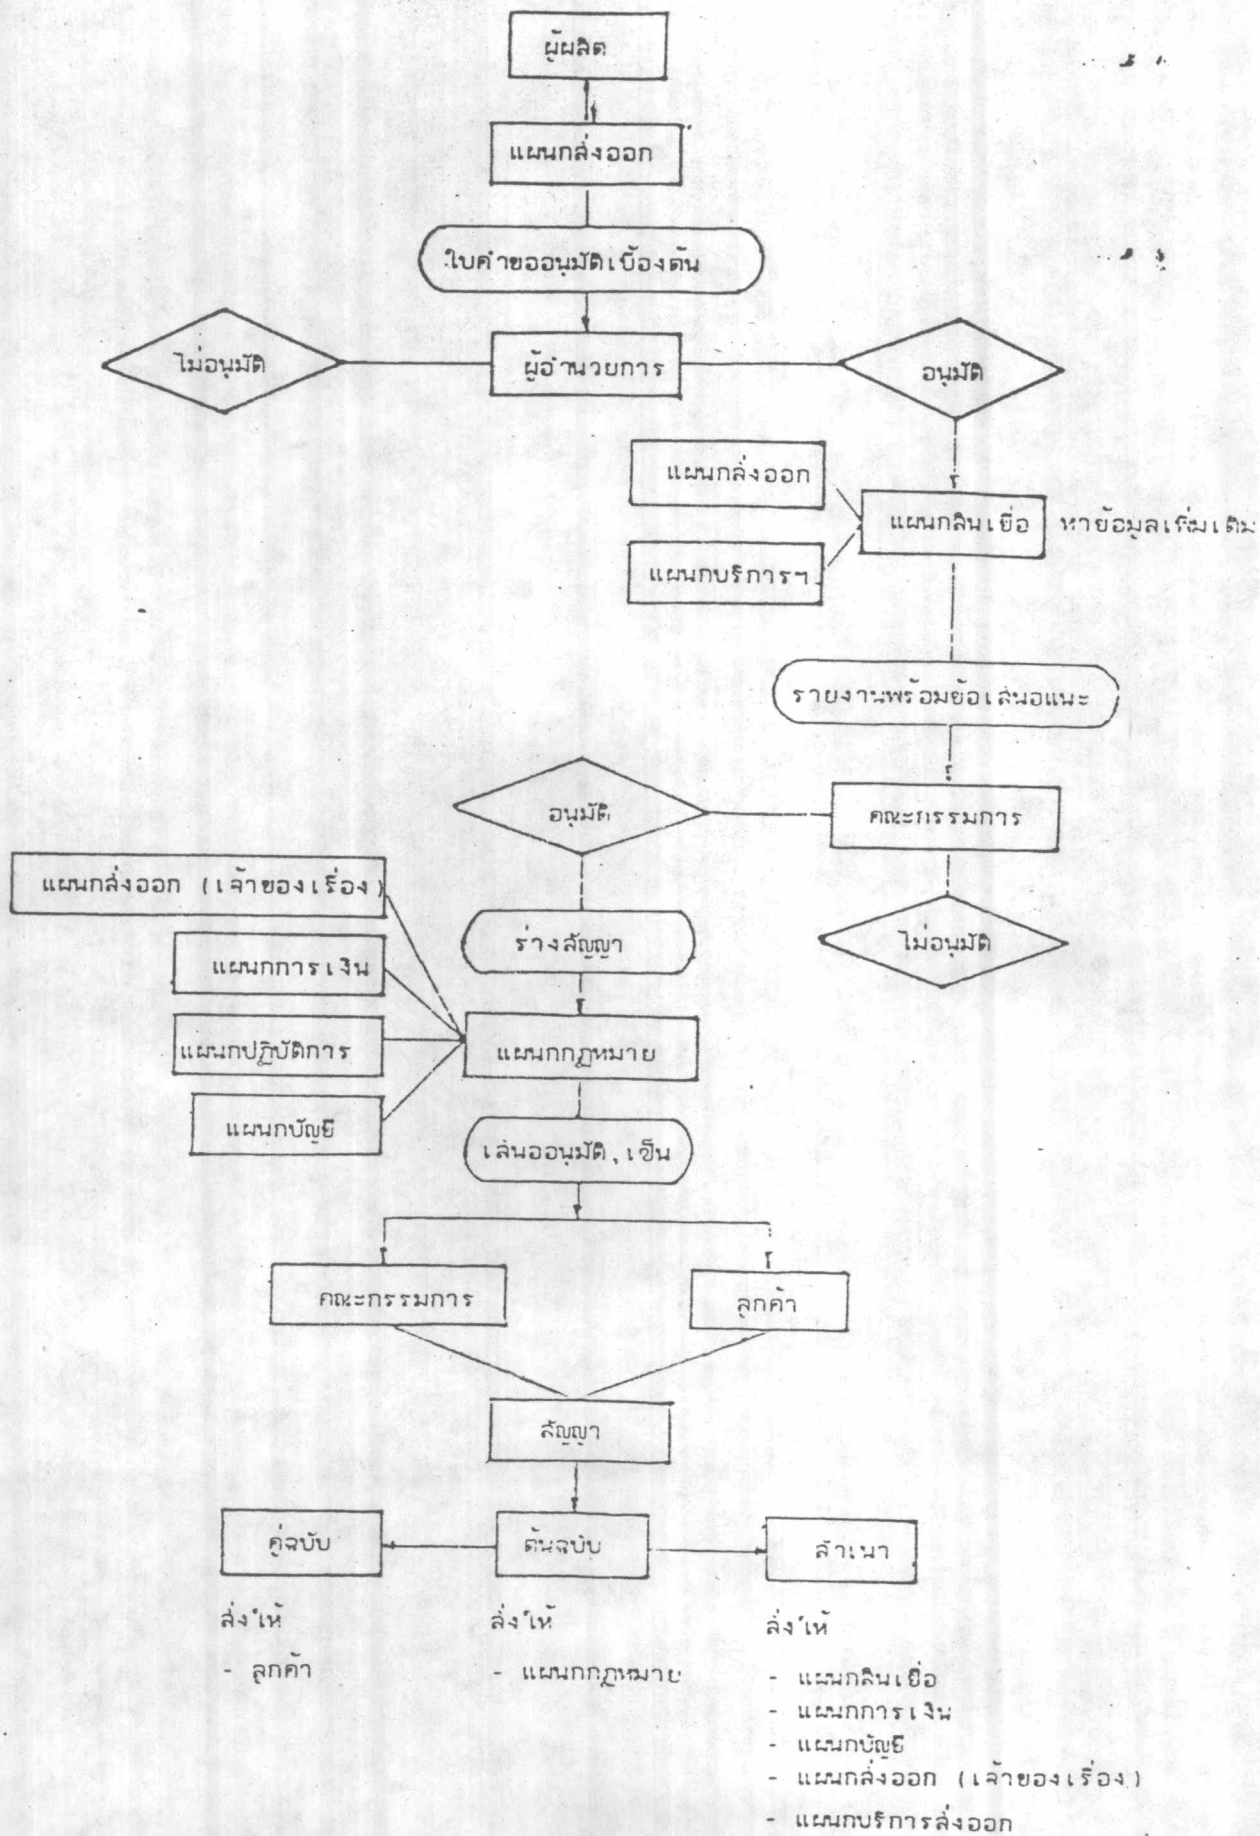 ผู้ผลิต
แผนกส่งออก
ใบคำขออนุมัติเบื้องต้น
ไม่อนุมัติ
ผู้อำนวยการ
อนุมัติ
แผนกส่งออก
แผนกสินเชื่อ หาข้อมูลเพิ่มเติม
แผนกบริการฯ
รายงานพร้อมข้อเสนอแนะ
อนุมัติ
คณะกรรมการ
แผนกส่งออก (เจ้าของเรื่อง)
ร่างสัญญา
ไม่อนุมัติ
แผนกการเงิน
แผนกปฏิบัติการ
แผนกกฎหมาย
แผนกบัญชี
เสนออนุมัติ, เซ็น
คณะกรรมการ
ลูกค้า
สัญญา
คู่ฉบับ
ต้นฉบับ
สำเนา
ส่งให้
- ลูกค้า
ส่งให้
- แผนกกฎหมาย
ส่งให้
- แผนกสินเชื่อ
- แผนกการเงิน
- แผนกบัญชี
- แผนกส่งออก (เจ้าของเรื่อง)
- แผนกบริการส่งออก